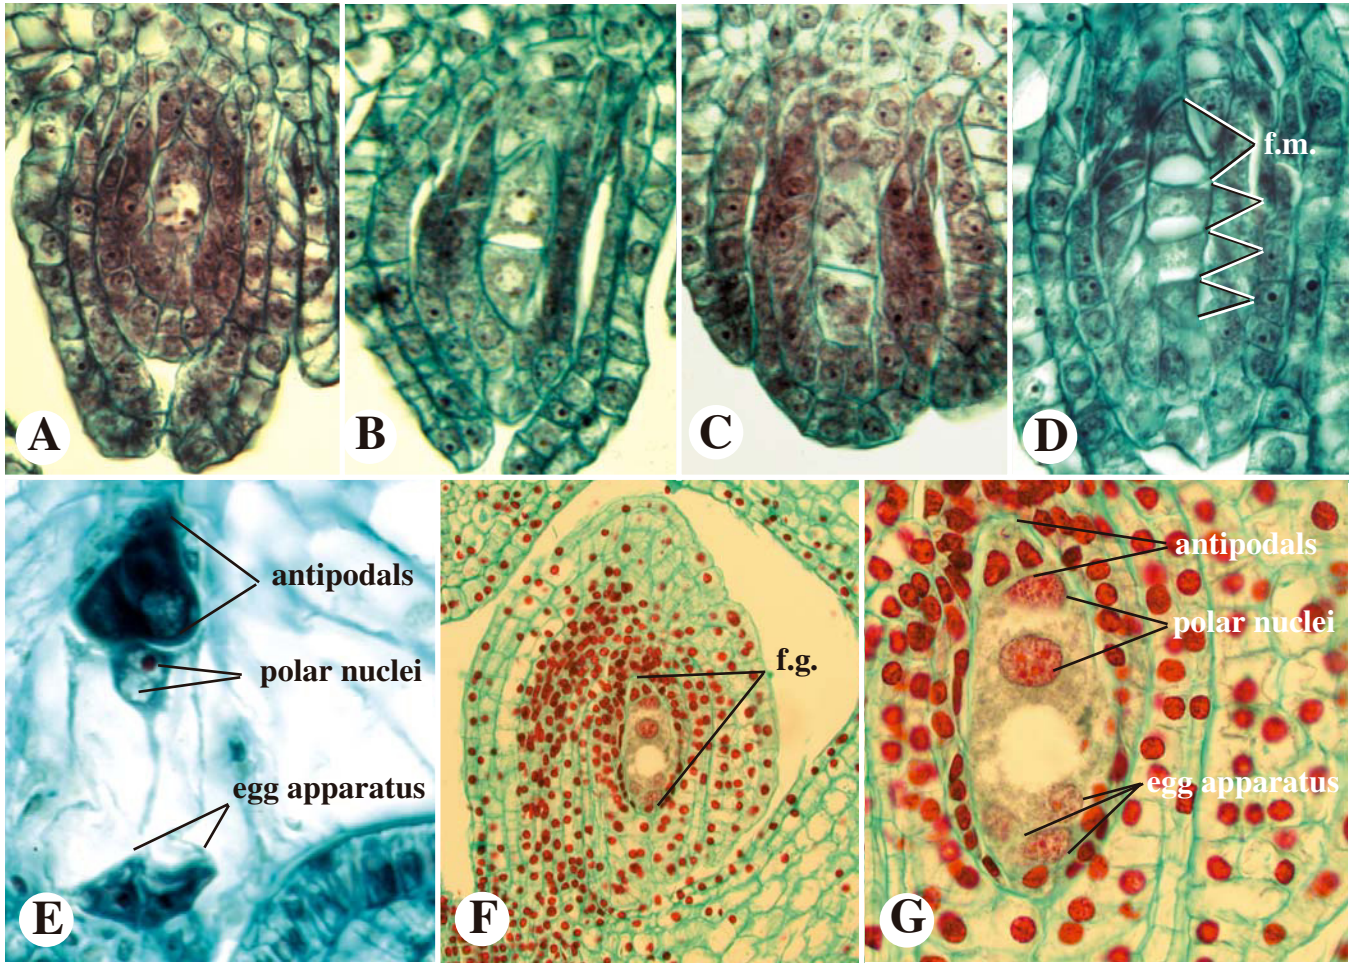 A
B
C
f.m.
D
antipodals
polar nuclei
egg apparatus
E
f.g.
F
antipodals
polar nuclei
egg apparatus
G